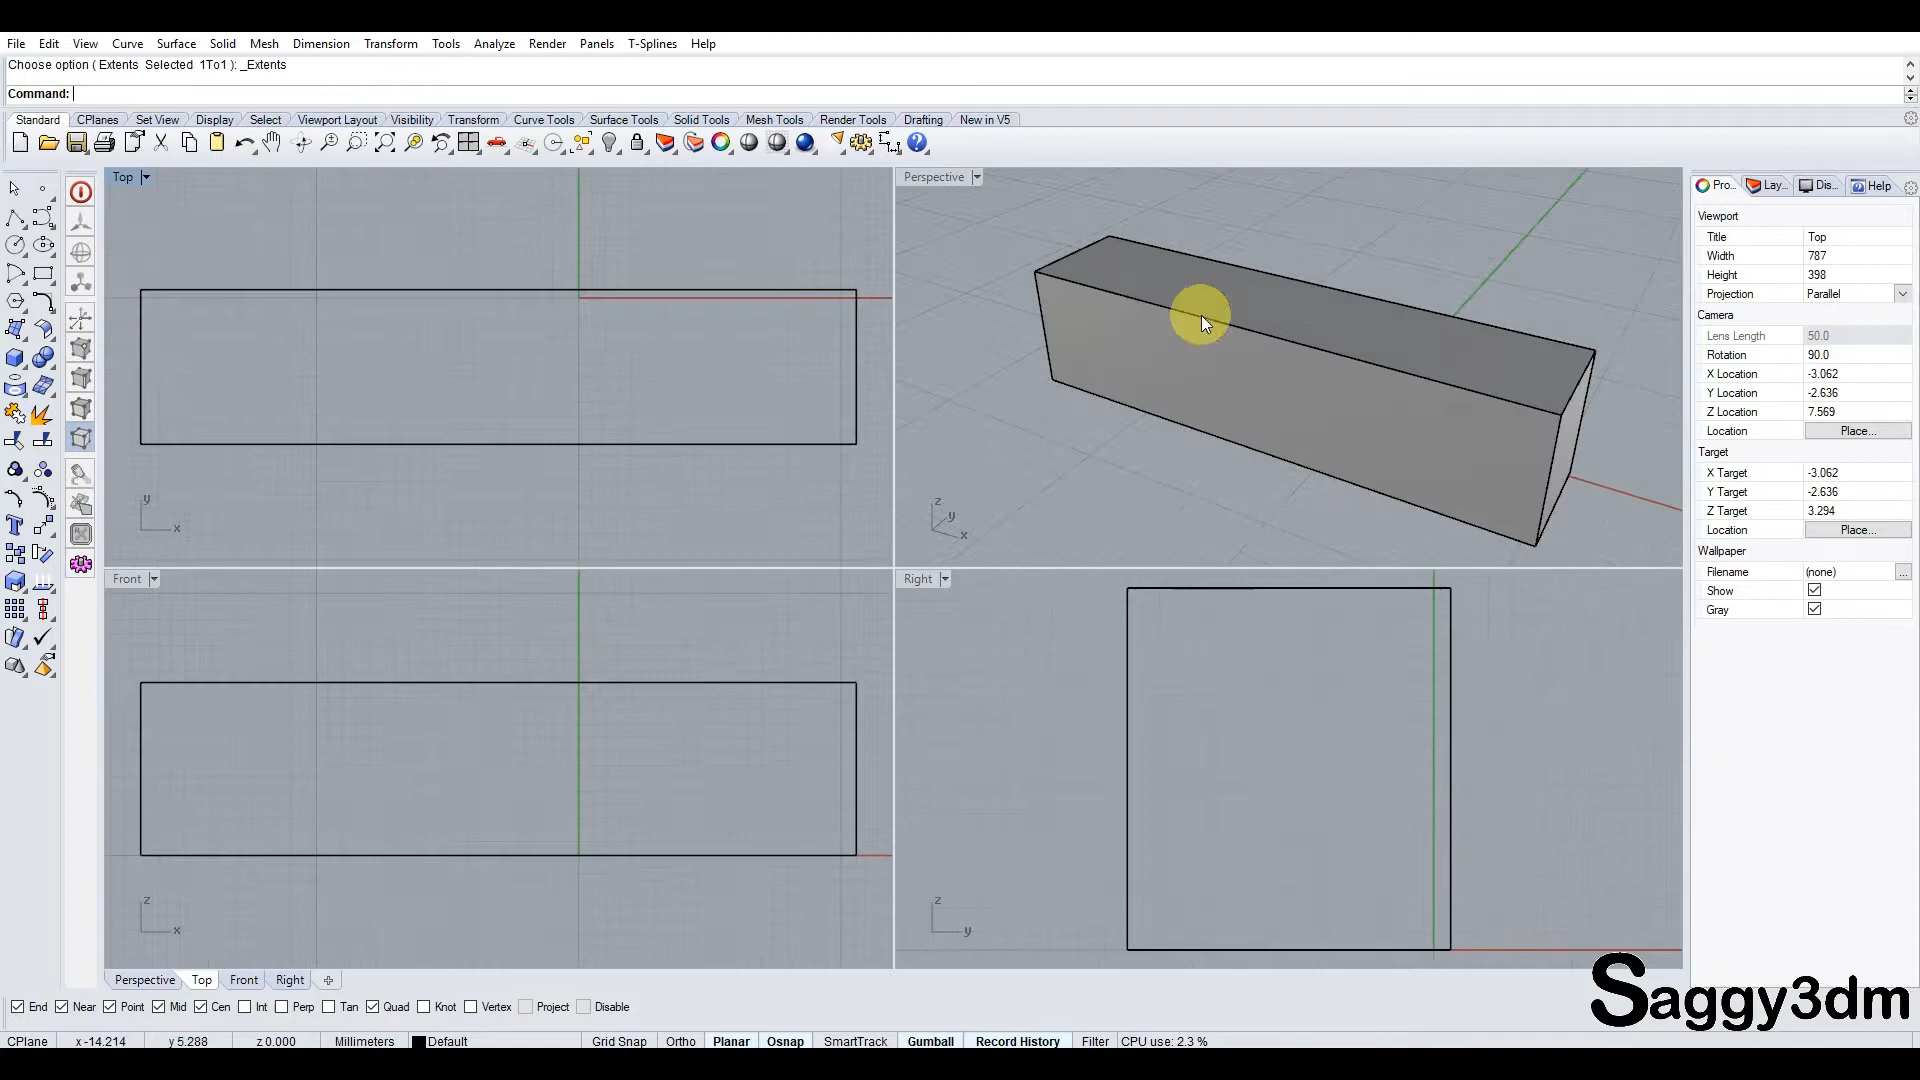 File Edit View Curve Surface Solid Mesh Dimension Transform Tools Analyze Render Panels T-Splines Help
Choose option ( Extents Selected 1To1 ): _Extents
Command:
Standard CPlanes Set View Display Select Viewport Layout Visibility Transform Curve Tools Surface Tools Solid Tools Mesh Tools Render Tools Drafting New in V5
Top
Perspective
Pro... Lay... Dis... Help
Viewport
Title Top
Width 787
Height 398
Projection Parallel
Camera
Lens Length 50.0
Rotation 90.0
X Location -3.062
Y Location -2.636
Z Location 7.569
Location Place...
Target
X Target -3.062
Y Target -2.636
Z Target 3.294
Location Place...
Wallpaper
Filename (none) ...
Show
Gray
y
x
z
y
x
Front
Right
z
x
z
y
Perspective Top Front Right
Saggy3dm
End Near Point Mid Cen Int Perp Tan Quad Knot Vertex Project Disable
CPlane x -14.214 y 5.288 z 0.000 Millimeters Default Grid Snap Ortho Planar Osnap SmartTrack Gumball Record History Filter CPU use: 2.3 %